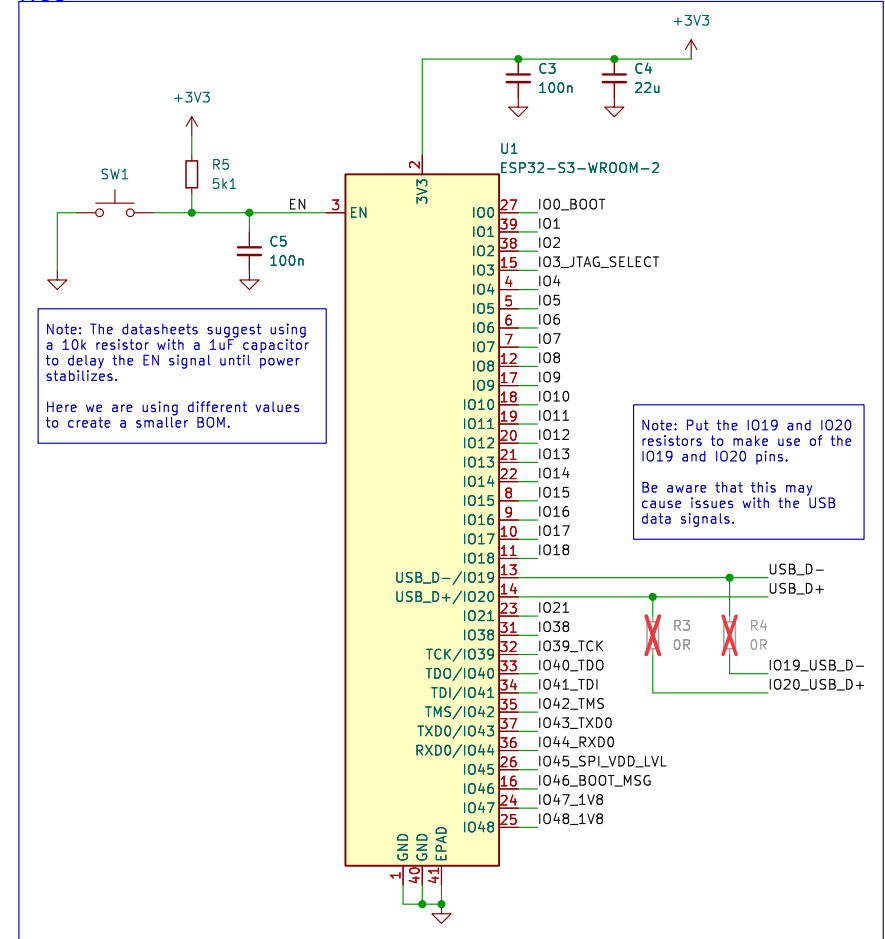 +3V3
C3
100n
C4
22u
+3V3
R5
5k1
SW1
EN
C5
100n
Note: The datasheets suggest using
a 10k resistor with a 1uF capacitor
to delay the EN signal until power
stabilizes.
Here we are using different values
to create a smaller BOM.
U1
ESP32-S3-WROOM-2
2
3V3
3
EN
IO0 27 IO0_BOOT
IO1 39 IO1
IO2 38 IO2
IO3 15 IO3_JTAG_SELECT
IO4 4 IO4
IO5 5 IO5
IO6 6 IO6
IO7 7 IO7
IO8 12 IO8
IO9 17 IO9
IO10 18 IO10
IO11 19 IO11
IO12 20 IO12
IO13 21 IO13
IO14 22 IO14
IO15 8 IO15
IO16 9 IO16
IO17 10 IO17
IO18 11 IO18
USB_D-/IO19 13 USB_D-
USB_D+/IO20 14 USB_D+
IO21 23 IO21
IO38 31 IO38
TCK/IO39 32 IO39_TCK
TDO/IO40 33 IO40_TDO
TDI/IO41 34 IO41_TDI
TMS/IO42 35 IO42_TMS
TXD0/IO43 37 IO43_TXD0
RXD0/IO44 36 IO44_RXD0
IO45 26 IO45_SPI_VDD_LVL
IO46 16 IO46_BOOT_MSG
IO47 24 IO47_1V8
IO48 25 IO48_1V8
GND
GND
EPAD
1
40
41
Note: Put the IO19 and IO20
resistors to make use of the
IO19 and IO20 pins.
Be aware that this may
cause issues with the USB
data signals.
R3
0R
R4
0R
IO19_USB_D-
IO20_USB_D+